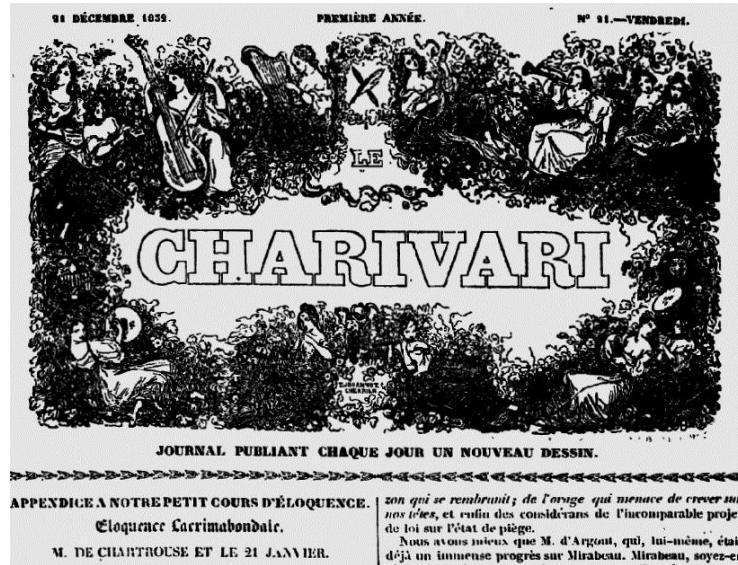 21 DÉCEMBRE 1832. PREMIÈRE ANNÉE. N° 21.—VENDREDI.
LE
CHARIVARI
JOURNAL PUBLIANT CHAQUE JOUR UN NOUVEAU DESSIN.
APPENDICE A NOTRE PETIT COURS D'ÉLOQUENCE.
Eloquence Lacrimabondale.
M. DE CHARTROUSE ET LE 21 JANVIER.
zon qui se rembrunit; de l'orage qui menace de crever sur
nos têtes, et enfin des considérans de l'incomparable proje
de loi sur l'état de piège.
Nous avons mieux que M. d'Argout, qui, lui-même, étai
déjà un immense progrès sur Mirabeau. Mirabeau, soyez-en